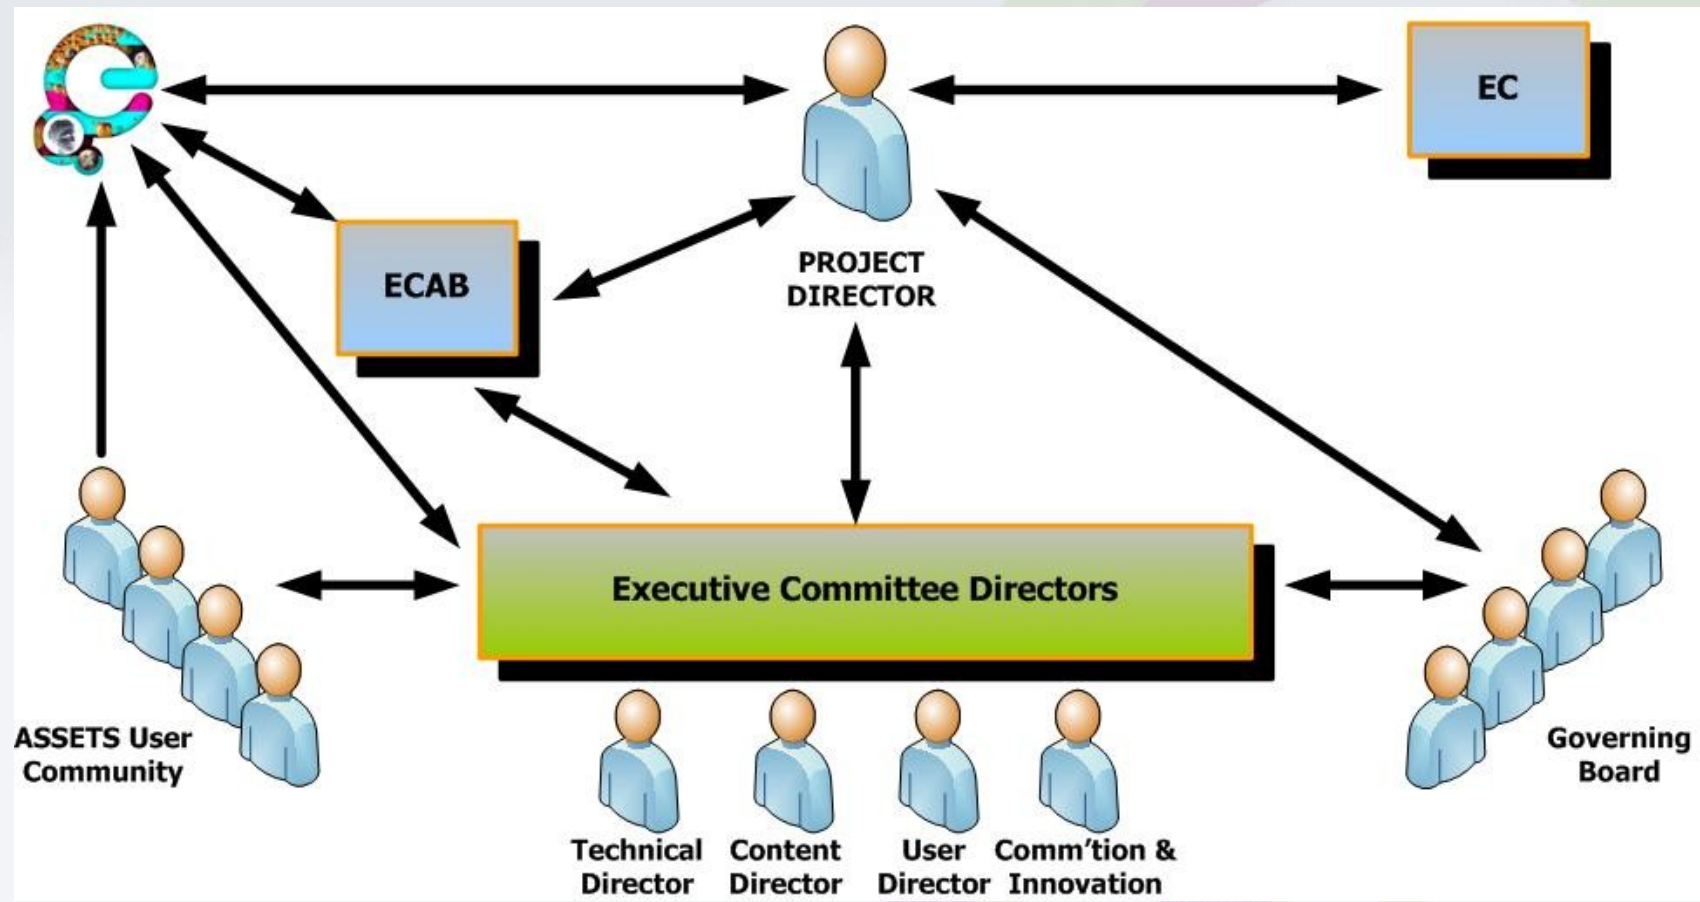 EC
ECAB
PROJECT
DIRECTOR
Executive Committee Directors
ASSETS User
Community
Governing
Board
Technical
Director
Content
Director
User
Director
Comm'tion &
Innovation